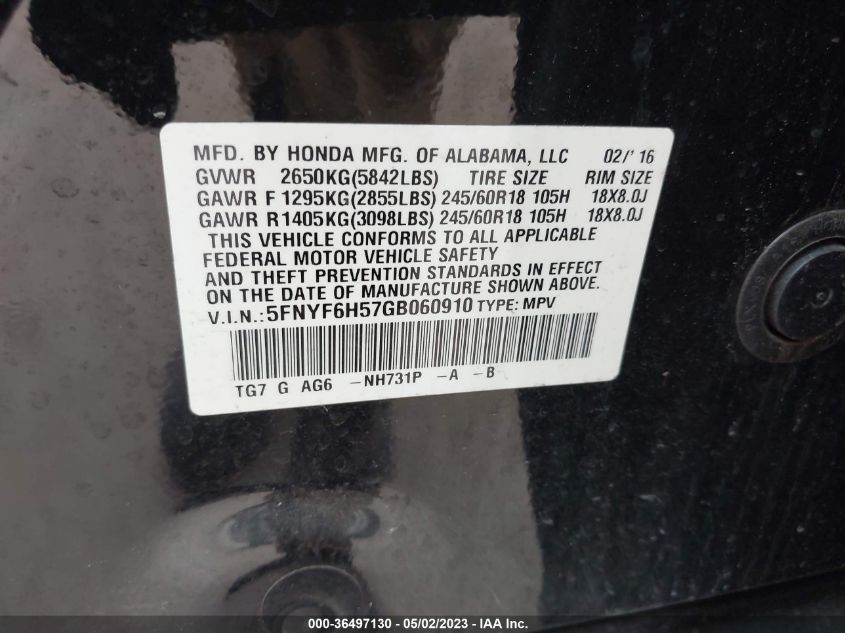 MFD. BY HONDA MFG. OF ALABAMA, LLC 02/' 16
GVWR 2650KG(5842LBS) TIRE SIZE RIM SIZE
GAWR F 1295KG(2855LBS) 245/60R18 105H 18X8.0J
GAWR R1405KG(3098LBS) 245/60R18 105H 18X8.0J
THIS VEHICLE CONFORMS TO ALL APPLICABLE
FEDERAL MOTOR VEHICLE SAFETY
AND THEFT PREVENTION STANDARDS IN EFFECT
ON THE DATE OF MANUFACTURE SHOWN ABOVE.
V.I.N.:5FNYF6H57GB060910 TYPE: MPV
TG7 G AG6 -NH731P -A -B
000-36497130 - 05/02/2023 - IAA Inc.